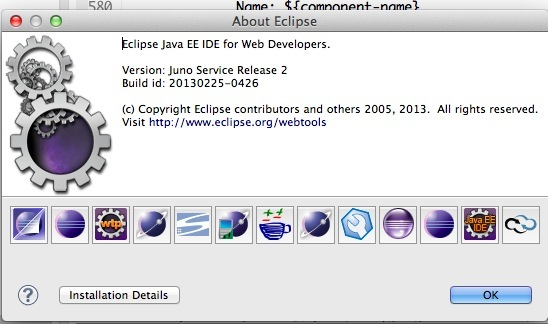 580
Name: ${component-name}
About Eclipse
Eclipse Java EE IDE for Web Developers.
Version: Juno Service Release 2
Build id: 20130225-0426
(c) Copyright Eclipse contributors and others 2005, 2013.  All rights reserved.
Visit http://www.eclipse.org/webtools
wtp
Java EE
IDE
?
Installation Details
OK